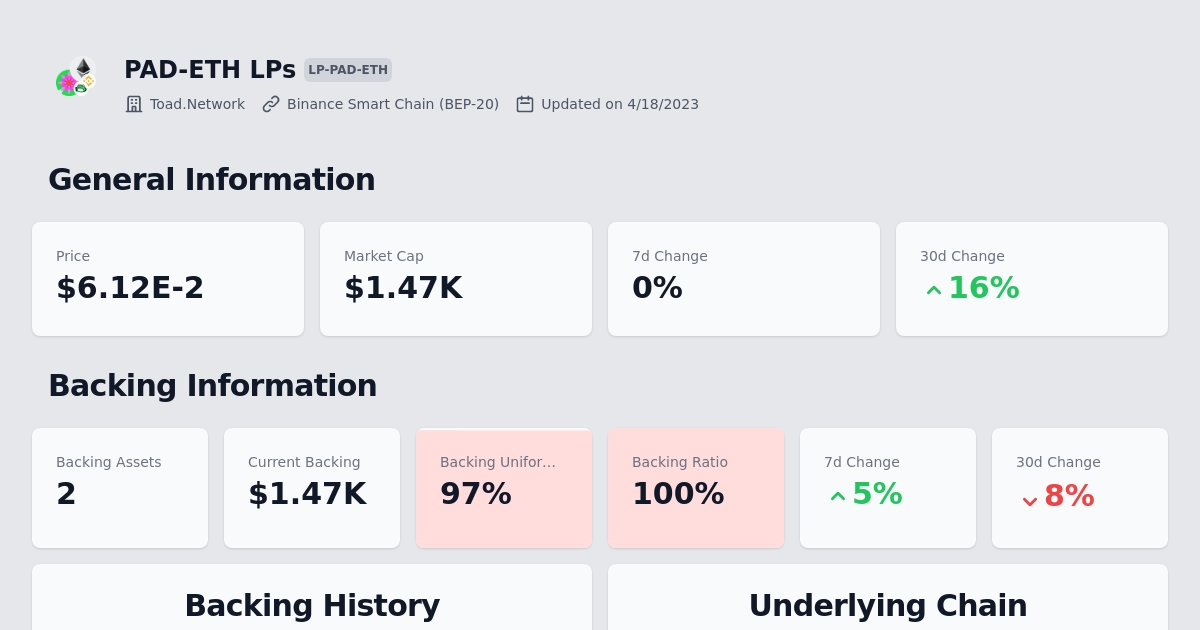 PAD-ETH LPs LP-PAD-ETH
Toad.Network Binance Smart Chain (BEP-20) Updated on 4/18/2023
General Information
Price
$6.12E-2
Market Cap
$1.47K
7d Change
0%
30d Change
16%
Backing Information
Backing Assets
2
Current Backing
$1.47K
Backing Unifor...
97%
Backing Ratio
100%
7d Change
5%
30d Change
8%
Backing History
Underlying Chain